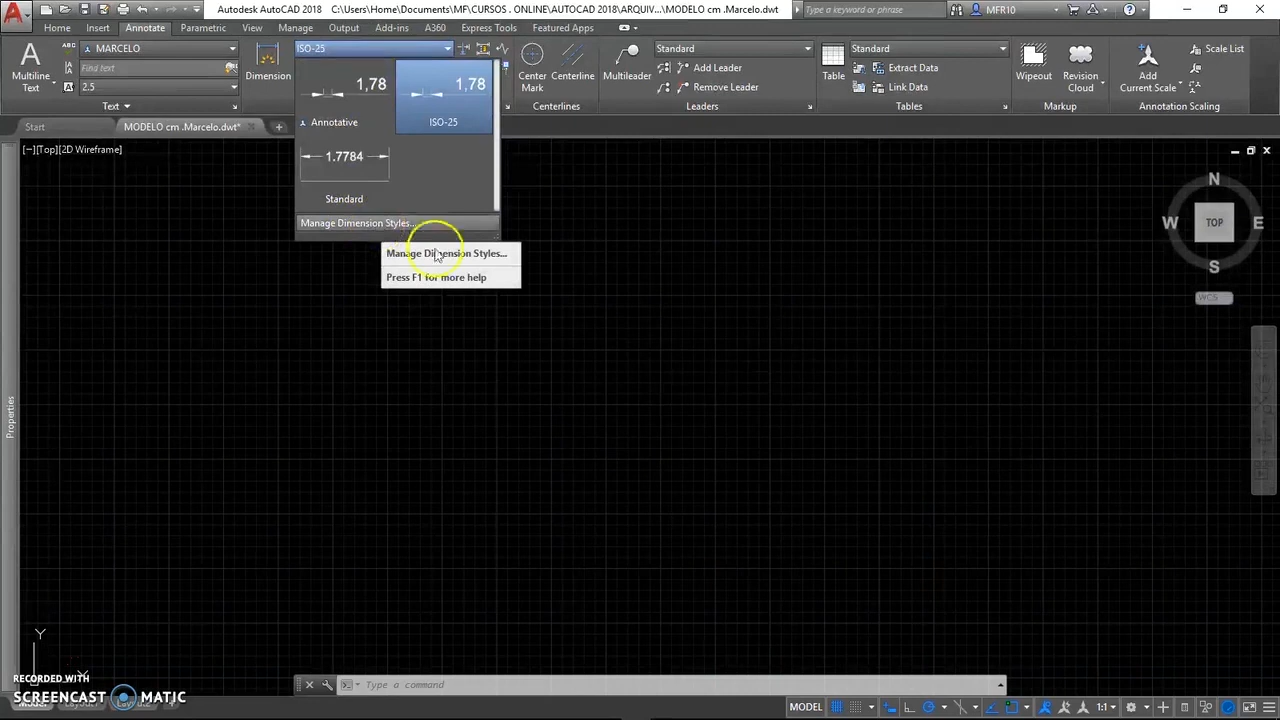 Autodesk AutoCAD 2018 C:\Users\Home\Documents\MF\CURSOS . ONLINE\AUTOCAD 2018\ARQUIV...\MODELO cm .Marcelo.dwt
Type a keyword or phrase
MFR10
Home Insert Annotate Parametric View Manage Output Add-ins A360 Express Tools Featured Apps
A
Multiline
Text
ABC
MARCELO
Find text
2.5
Text
Dimension
ISO-25
1,78
Annotative
1,78
ISO-25
1.7784
Standard
Manage Dimension Styles...
Manage Dimension Styles...
Press F1 for more help
Center
Mark
Centerline
Centerlines
Multileader
Standard
Add Leader
Remove Leader
Leaders
Table
Standard
Extract Data
Link Data
Tables
Wipeout
Revision
Cloud
Markup
Add
Current Scale
Scale List
Annotation Scaling
Start
MODELO cm .Marcelo.dwt*
[−][Top][2D Wireframe]
N
W
TOP
E
S
WCS
Properties
Y
X
RECORDED WITH
SCREENCAST MATIC
Type a command
Model
MODEL
1:1